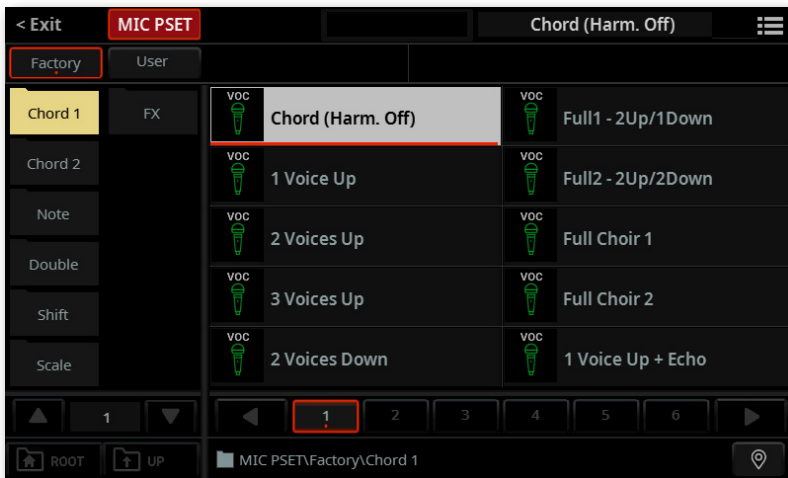 < Exit MIC PSET Chord (Harm. Off)
Factory User
Chord 1 FX
Chord 2
Note
Double
Shift
Scale
VOC Chord (Harm. Off) VOC Full1 - 2Up/1Down
VOC 1 Voice Up VOC Full2 - 2Up/2Down
VOC 2 Voices Up VOC Full Choir 1
VOC 3 Voices Up VOC Full Choir 2
VOC 2 Voices Down VOC 1 Voice Up + Echo
1
1 2 3 4 5 6
ROOT UP
MIC PSET\Factory\Chord 1